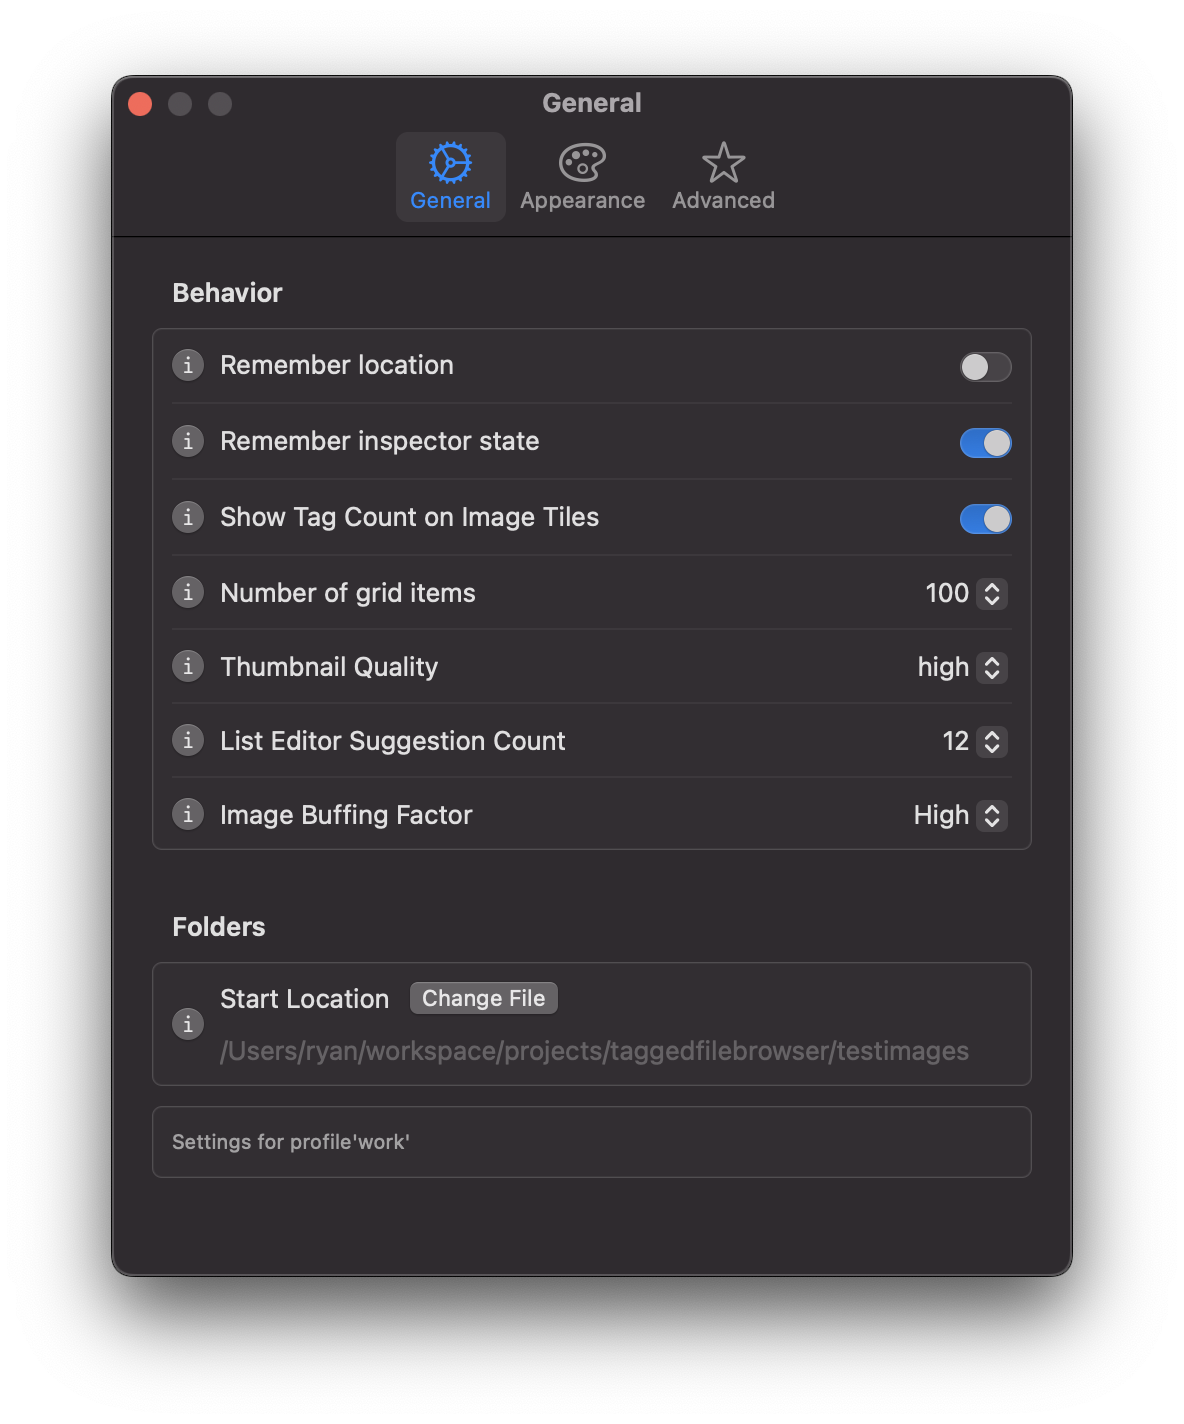 General
General
Appearance
Advanced
Behavior
i Remember location
i Remember inspector state
i Show Tag Count on Image Tiles
i Number of grid items 100
i Thumbnail Quality high
i List Editor Suggestion Count 12
i Image Buffing Factor High
Folders
Start Location Change File
i
/Users/ryan/workspace/projects/taggedfilebrowser/testimages
Settings for profile'work'